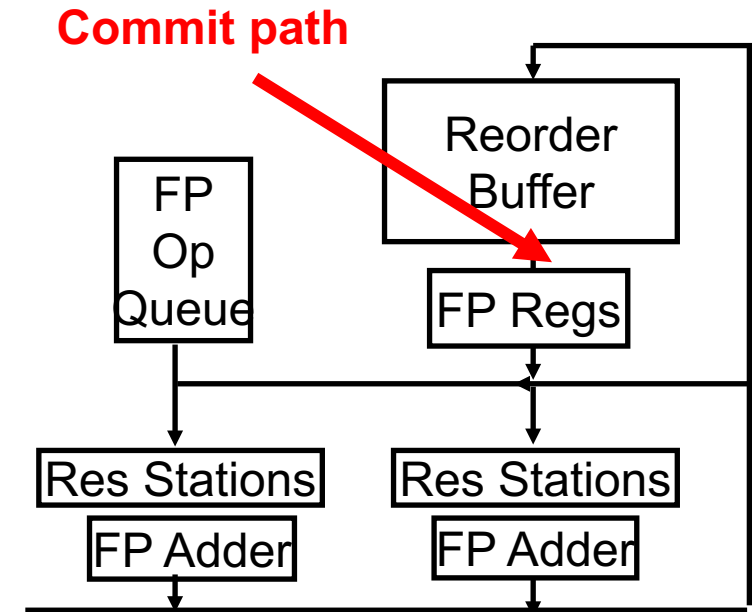 Commit path
Reorder
Buffer
FP
Op
Queue
FP Regs
Res Stations
Res Stations
FP Adder
FP Adder